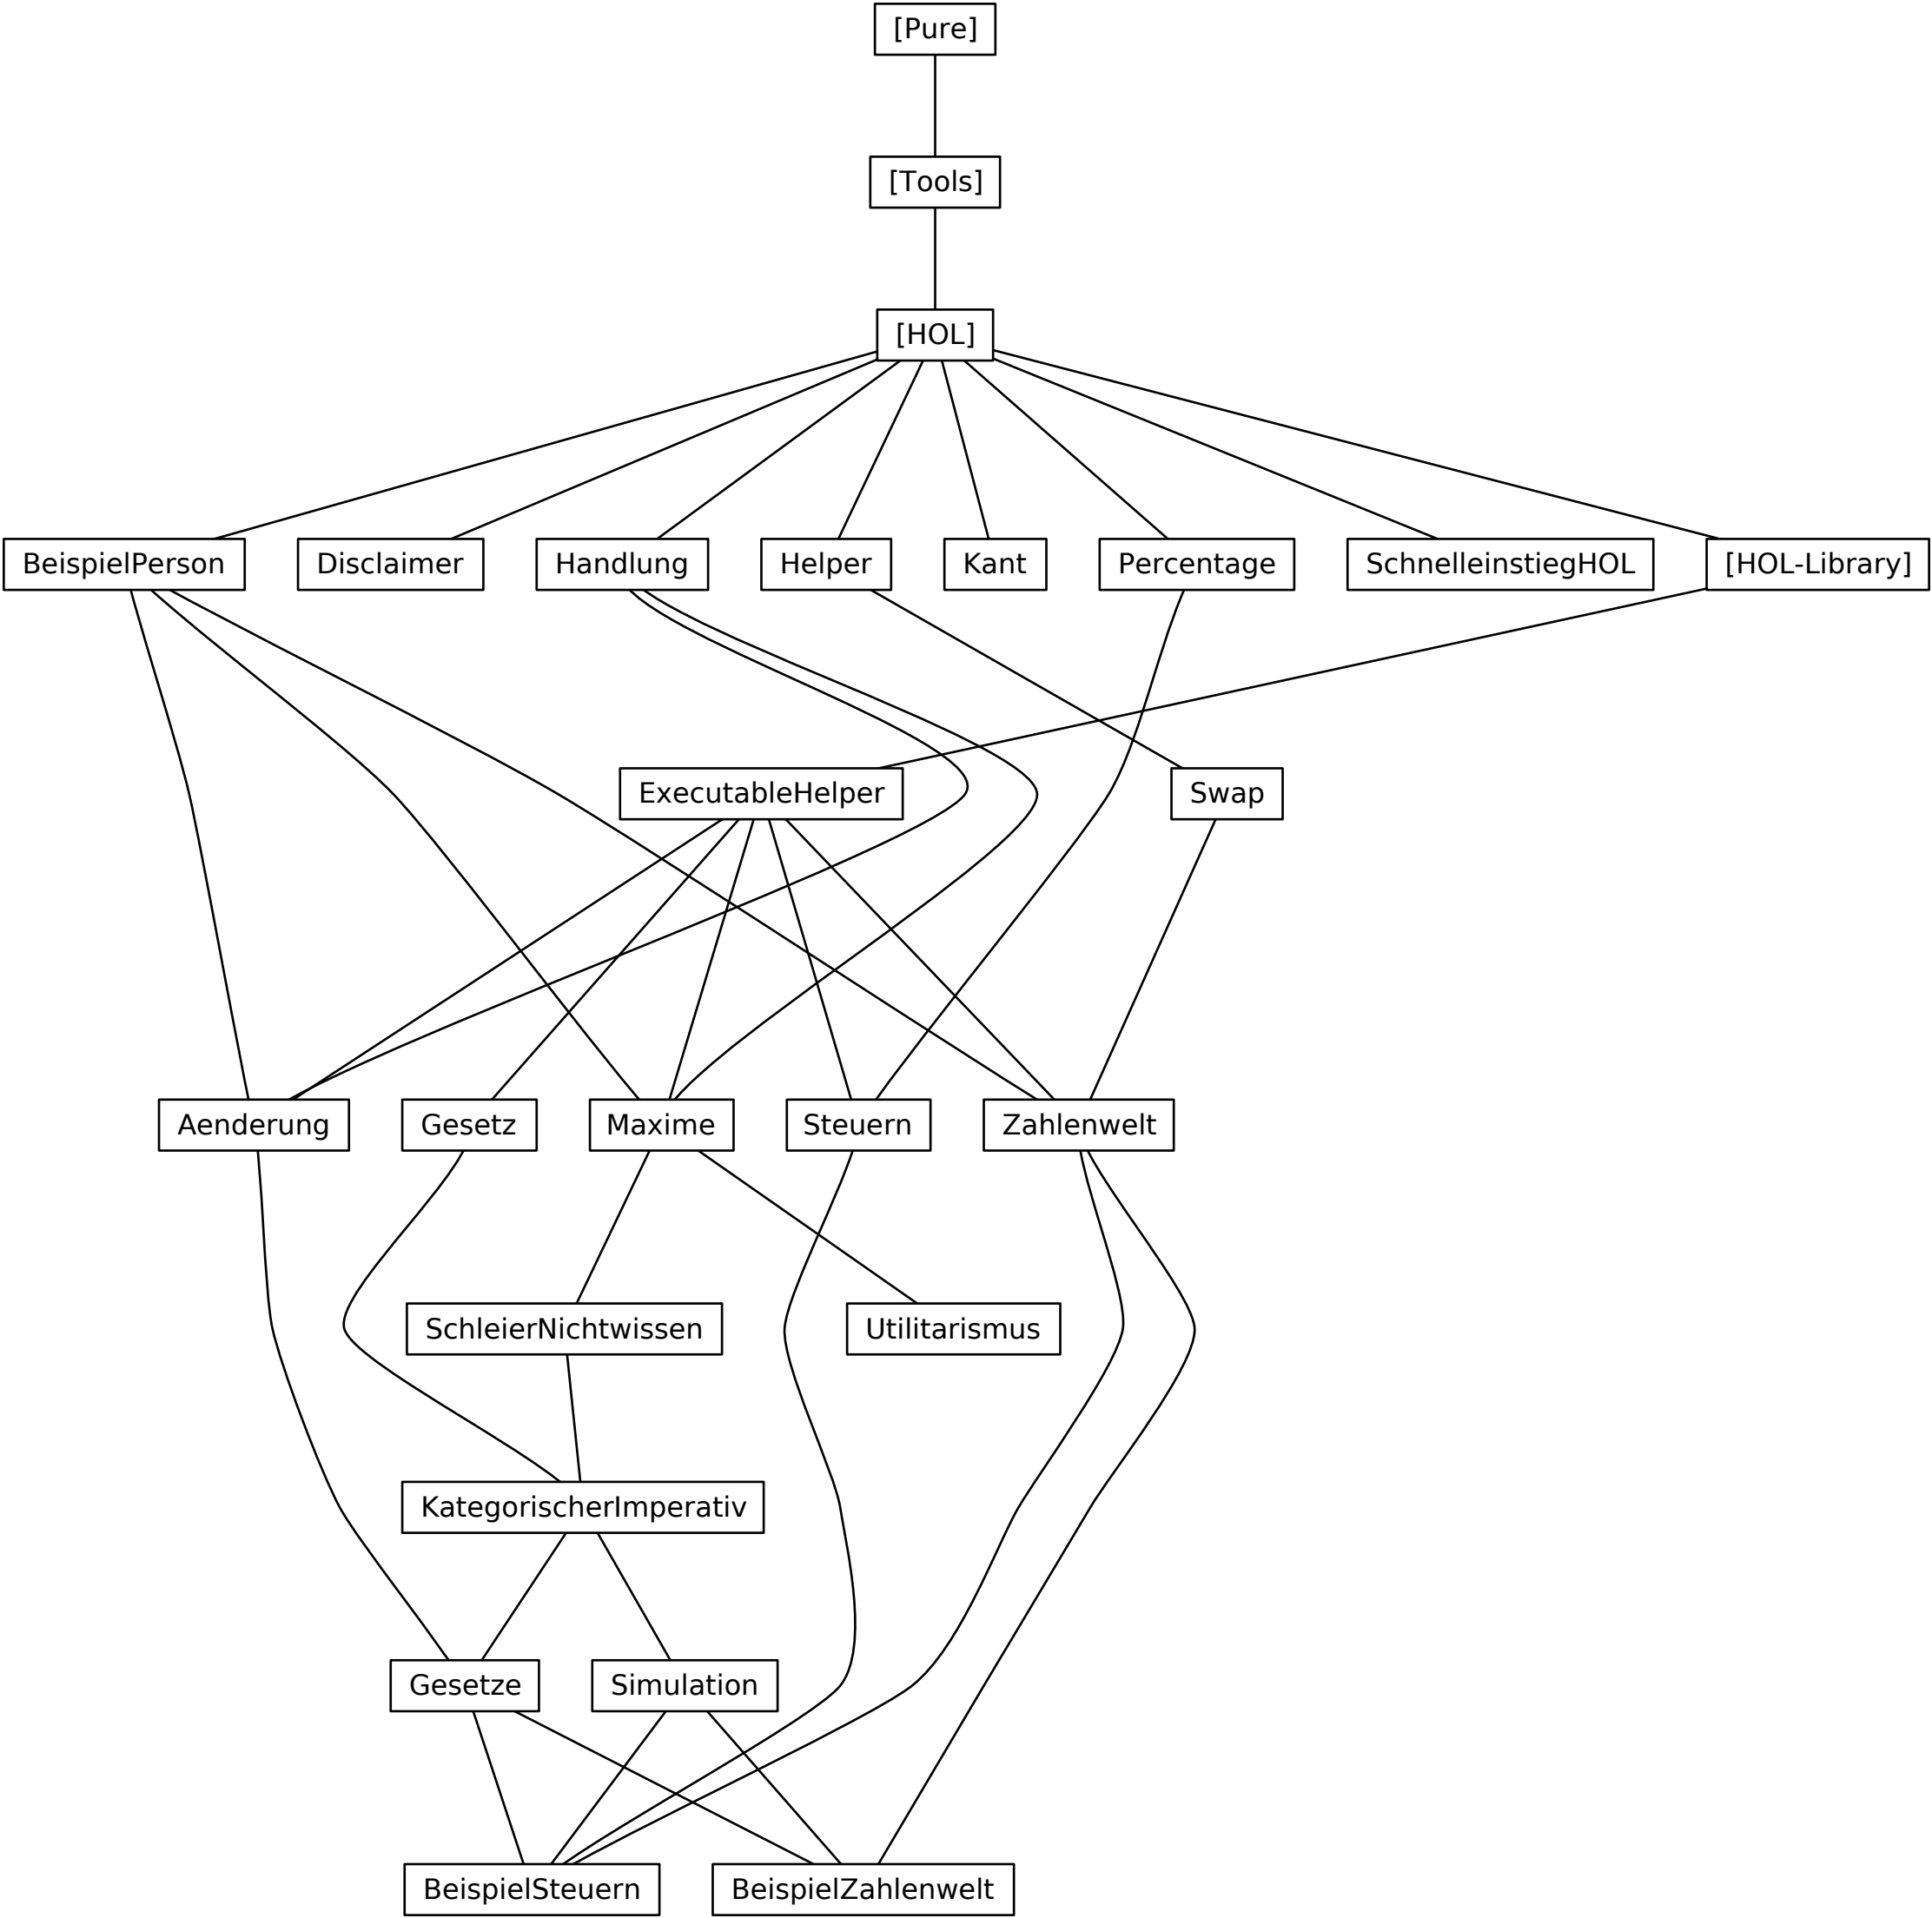 [Pure]
[Tools]
[HOL]
BeispielPerson
Disclaimer
Handlung
Helper
Kant
Percentage
SchnelleinstiegHOL
[HOL-Library]
ExecutableHelper
Swap
Aenderung
Gesetz
Maxime
Steuern
Zahlenwelt
SchleierNichtwissen
Utilitarismus
KategorischerImperativ
Gesetze
Simulation
BeispielSteuern
BeispielZahlenwelt